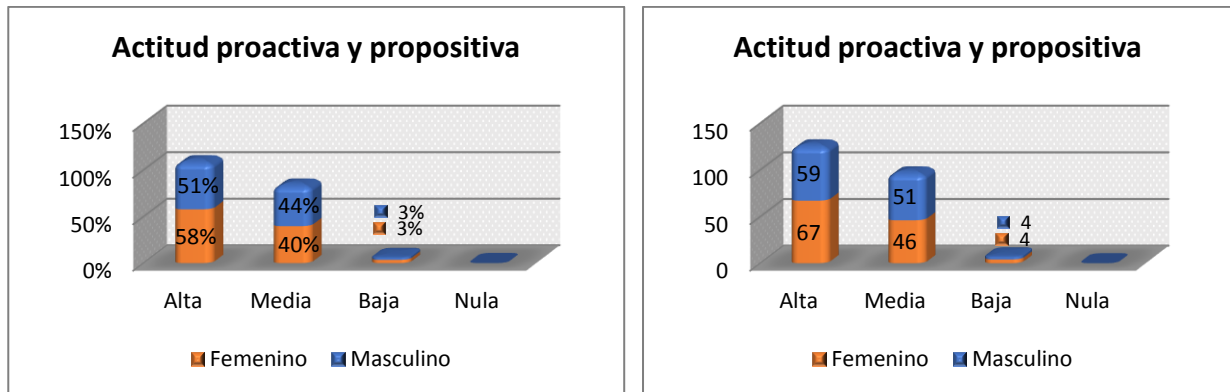 Actitud proactiva y propositiva
150%
100%
50%
0%
51%
58%
44%
40%
3%
3%
Alta
Media
Baja
Nula
Femenino
Masculino
Actitud proactiva y propositiva
150
100
50
0
59
67
51
46
4
4
Alta
Media
Baja
Nula
Femenino
Masculino